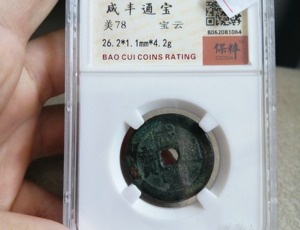 咸丰通宝
美78 宝云
26.2*1.1mm*4.2g
BAO CUI COINS RATING
8062081064
保粹